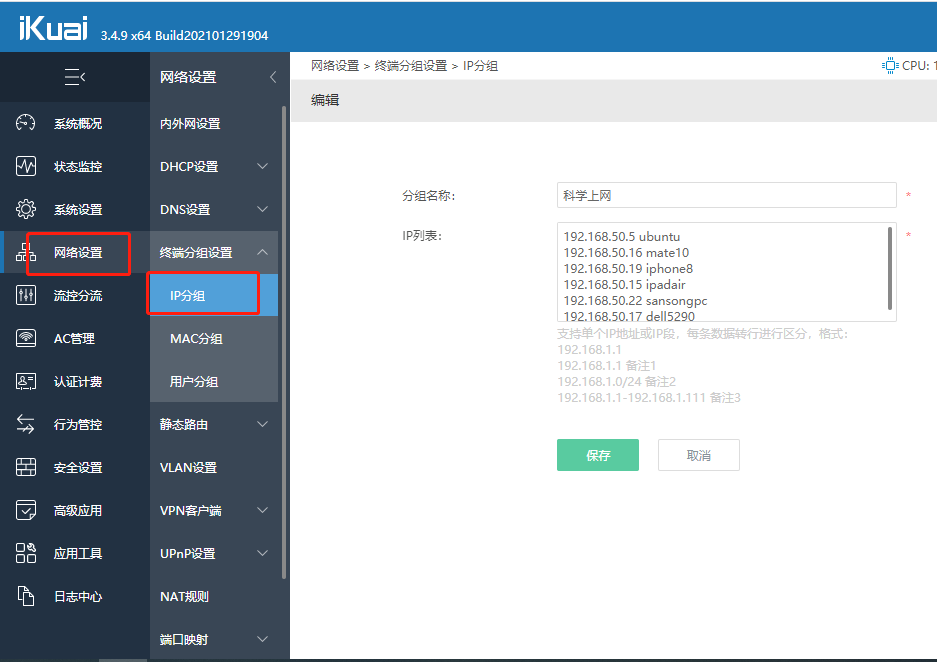 iKuai 3.4.9 x64 Build202101291904
网络设置
网络设置 > 终端分组设置 > IP分组
CPU: 1
编辑
系统概况
状态监控
系统设置
网络设置
流控分流
AC管理
认证计费
行为管控
安全设置
高级应用
应用工具
日志中心
内外网设置
DHCP设置
DNS设置
终端分组设置
IP分组
MAC分组
用户分组
静态路由
VLAN设置
VPN客户端
UPnP设置
NAT规则
端口映射
分组名称:
科学上网
*
IP列表:
192.168.50.5 ubuntu
192.168.50.16 mate10
192.168.50.19 iphone8
192.168.50.15 ipadair
192.168.50.22 sansongpc
192.168.50.17 dell5290
*
支持单个IP地址或IP段，每条数据转行进行区分，格式：
192.168.1.1
192.168.1.1 备注1
192.168.1.0/24 备注2
192.168.1.1-192.168.1.111 备注3
保存
取消